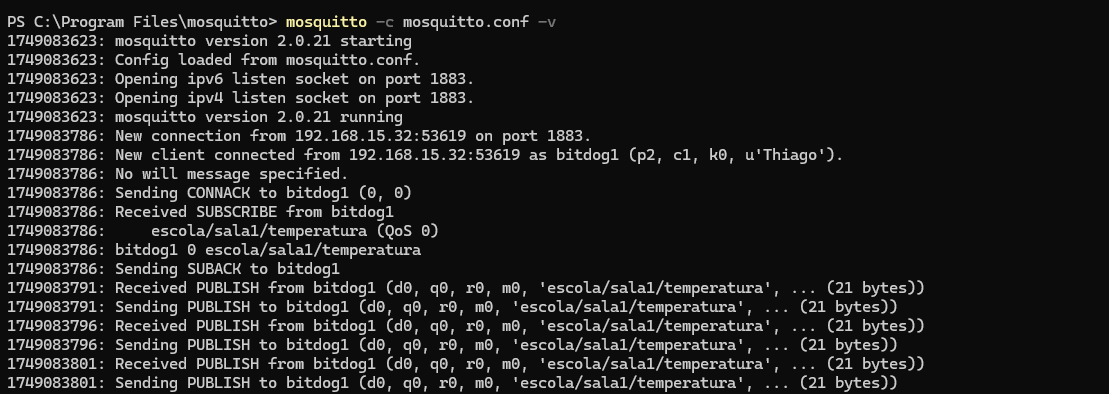 PS C:\Program Files\mosquitto> mosquitto -c mosquitto.conf -v
1749083623: mosquitto version 2.0.21 starting
1749083623: Config loaded from mosquitto.conf.
1749083623: Opening ipv6 listen socket on port 1883.
1749083623: Opening ipv4 listen socket on port 1883.
1749083623: mosquitto version 2.0.21 running
1749083786: New connection from 192.168.15.32:53619 on port 1883.
1749083786: New client connected from 192.168.15.32:53619 as bitdog1 (p2, c1, k0, u'Thiago').
1749083786: No will message specified.
1749083786: Sending CONNACK to bitdog1 (0, 0)
1749083786: Received SUBSCRIBE from bitdog1
1749083786:     escola/sala1/temperatura (QoS 0)
1749083786: bitdog1 0 escola/sala1/temperatura
1749083786: Sending SUBACK to bitdog1
1749083791: Received PUBLISH from bitdog1 (d0, q0, r0, m0, 'escola/sala1/temperatura', ... (21 bytes))
1749083791: Sending PUBLISH to bitdog1 (d0, q0, r0, m0, 'escola/sala1/temperatura', ... (21 bytes))
1749083796: Received PUBLISH from bitdog1 (d0, q0, r0, m0, 'escola/sala1/temperatura', ... (21 bytes))
1749083796: Sending PUBLISH to bitdog1 (d0, q0, r0, m0, 'escola/sala1/temperatura', ... (21 bytes))
1749083801: Received PUBLISH from bitdog1 (d0, q0, r0, m0, 'escola/sala1/temperatura', ... (21 bytes))
1749083801: Sending PUBLISH to bitdog1 (d0, q0, r0, m0, 'escola/sala1/temperatura', ... (21 bytes))